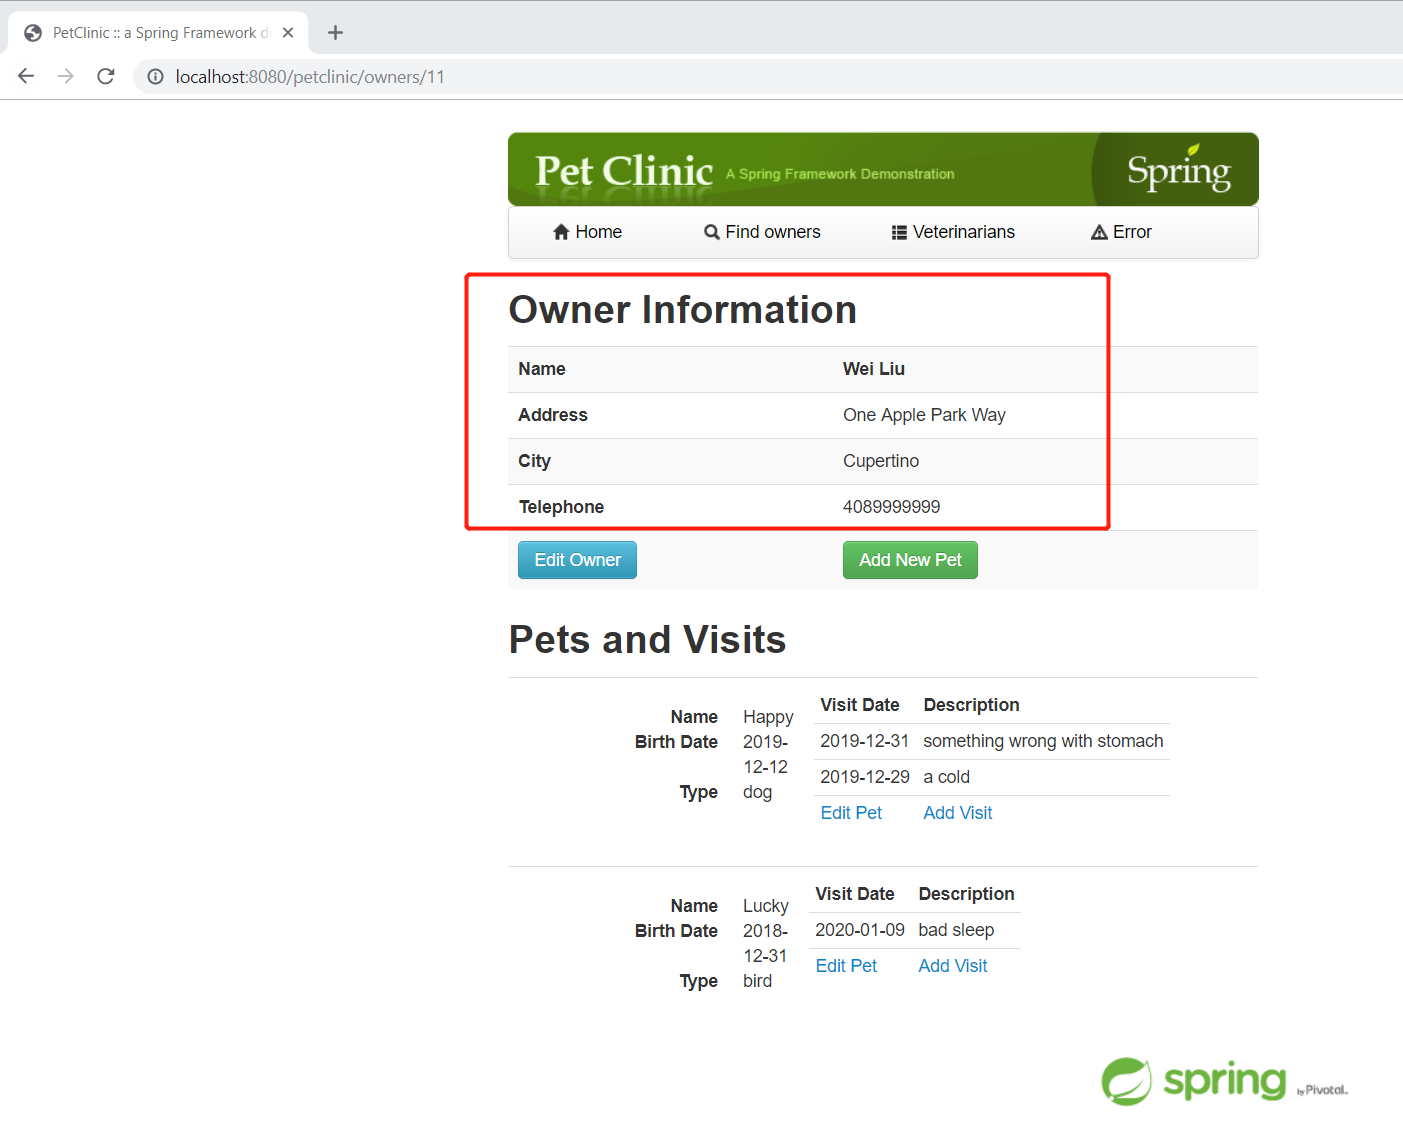 PetClinic :: a Spring Framework d
localhost:8080/petclinic/owners/11
Pet Clinic A Spring Framework Demonstration Spring
Home Find owners Veterinarians Error
Owner Information
Name Wei Liu
Address One Apple Park Way
City Cupertino
Telephone 4089999999
Edit Owner Add New Pet
Pets and Visits
Visit Date Description
Name Happy
Birth Date 2019-
12-12
Type dog
2019-12-31 something wrong with stomach
2019-12-29 a cold
Edit Pet Add Visit
Visit Date Description
Name Lucky
Birth Date 2018-
12-31
Type bird
2020-01-09 bad sleep
Edit Pet Add Visit
spring by Pivotal.